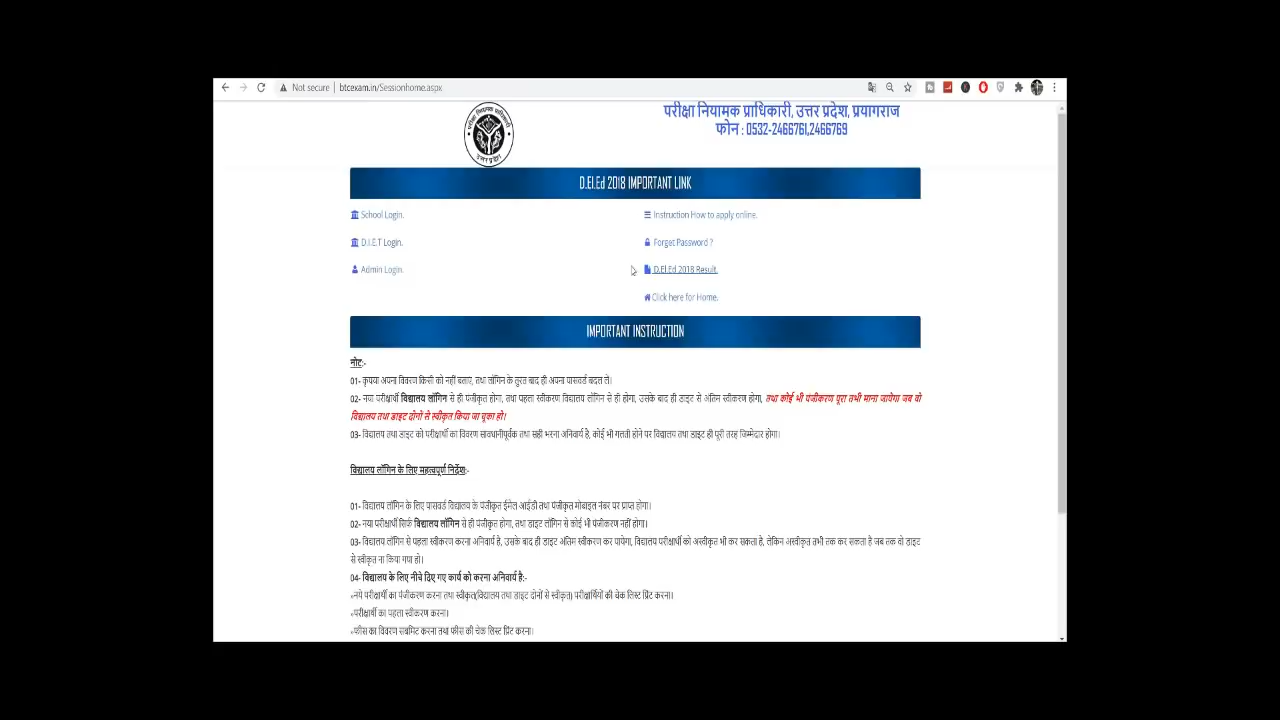 Not secure | btcexam.in/Sessionhome.aspx
परीक्षा नियामक प्राधिकारी, उत्तर प्रदेश, प्रयागराज
फोन : 0532-2466761,2466769
उत्तर प्रदेश
D.El.Ed 2018 IMPORTANT LINK
School Login.
Instruction How to apply online.
D.I.E.T Login.
Forget Password ?
Admin Login.
D.El.Ed 2018 Result.
Click here for Home.
IMPORTANT INSTRUCTION
नोट:-
01- कृपया अपना विवरण किसी को नहीं बताए, तथा लॉगिन के तुरत बाद ही अपना पासवर्ड बदल ले।
02- नया परीक्षार्थी विद्यालय लॉगिन से ही पंजीकृत होगा, तथा पहला स्वीकरण विद्यालय लॉगिन से ही होगा, उसके बाद ही डाइट से अंतिम स्वीकरण होगा, तथा कोई भी पंजीकरण पूरा तभी माना जायेगा जब वो
विद्यालय तथा डाइट दोनों से स्वीकृत किया जा चूका हो।
03- विद्यालय तथा डाइट को परीक्षार्थी का विवरण सावधानीपूर्वक तथा सही भरना अनिवार्य है, कोई भी गलती होने पर विद्यालय तथा डाइट ही पूरी तरह जिम्मेदार होगा।
विद्यालय लॉगिन के लिए महत्वपूर्ण निर्देश:-
01- विद्यालय लॉगिन के लिए पासवर्ड विद्यालय के पंजीकृत ईमेल आईडी तथा पंजीकृत मोबाइल नंबर पर प्राप्त होगा।
02- नया परीक्षार्थी सिर्फ विद्यालय लॉगिन से ही पंजीकृत होगा, तथा डाइट लॉगिन से कोई भी पंजीकरण नहीं होगा।
03- विद्यालय लॉगिन से पहला स्वीकरण करना अनिवार्य है, उसके बाद ही डाइट अंतिम स्वीकरण कर पायेगा, विद्यालय परीक्षार्थी को अस्वीकृत भी कर सकता है, लेकिन अस्वीकृत तभी तक कर सकता है जब तक वो डाइट
से स्वीकृत ना किया गया हो।
04- विद्यालय के लिए नीचे दिए गए कार्य को करना अनिवार्य है:-
»नये परीक्षार्थी का पंजीकरण करना तथा स्वीकृत(विद्यालय तथा डाइट दोनों से स्वीकृत) परीक्षार्थियों की चेक लिस्ट प्रिंट करना।
»परीक्षार्थी का पहला स्वीकरण करना।
»फीस का विवरण सबमिट करना तथा फीस की चेक लिस्ट प्रिंट करना।